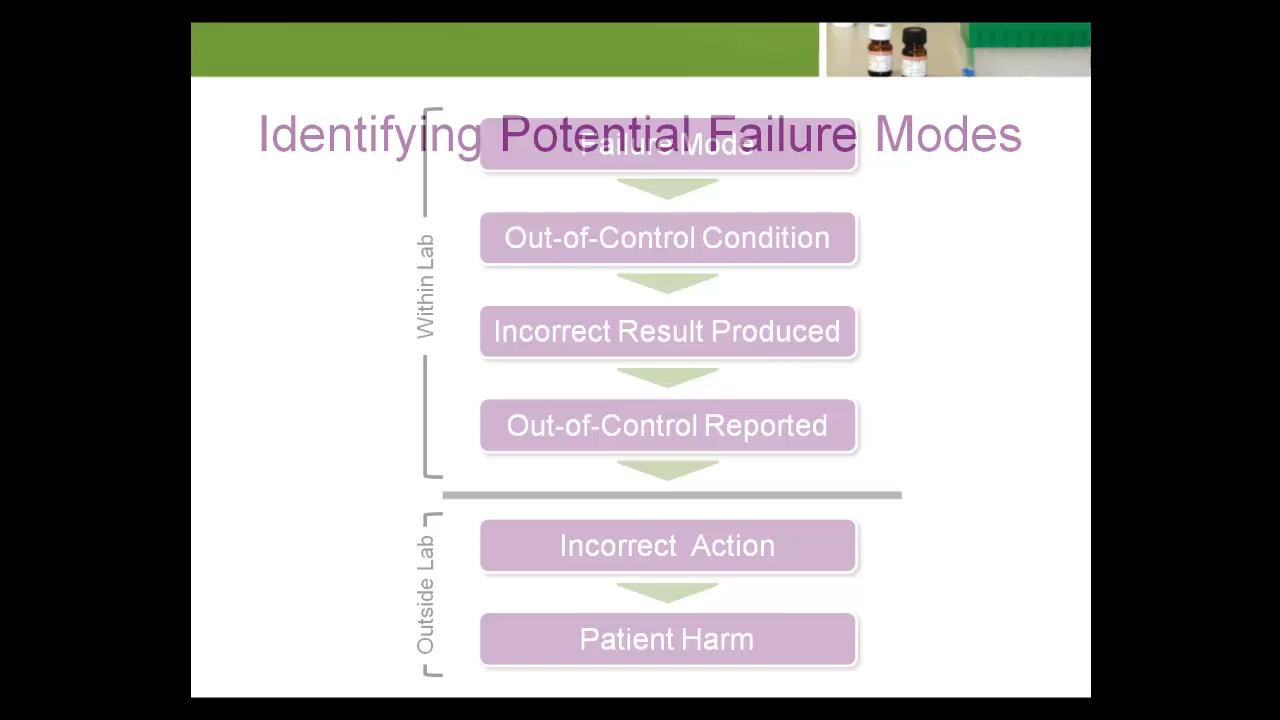 Identifying Potential Failure Modes
Failure Mode
Out-of-Control Condition
Within Lab
Incorrect Result Produced
Out-of-Control Reported
Incorrect Action
Outside Lab
Patient Harm